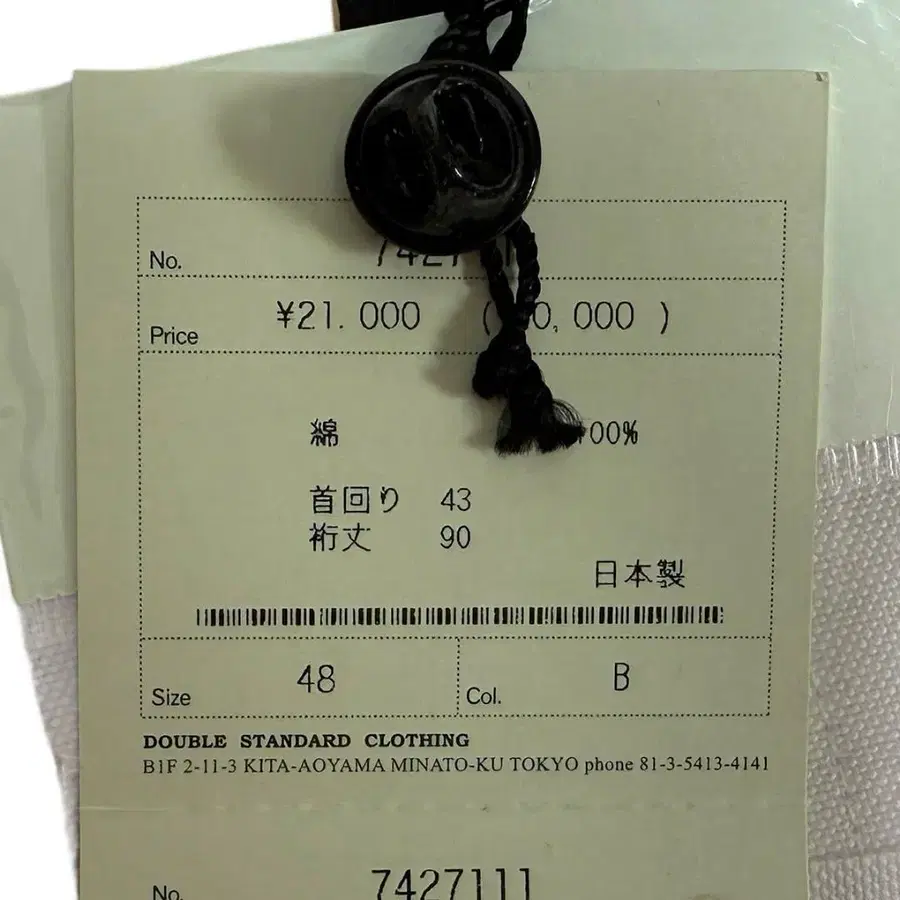 No.
Price ¥21.000 ( 0,000 )
綿 00%
首回り 43
裄丈 90
日本製
Size 48 Col. B
DOUBLE STANDARD CLOTHING
B1F 2-11-3 KITA-AOYAMA MINATO-KU TOKYO phone 81-3-5413-4141
No. 7427111